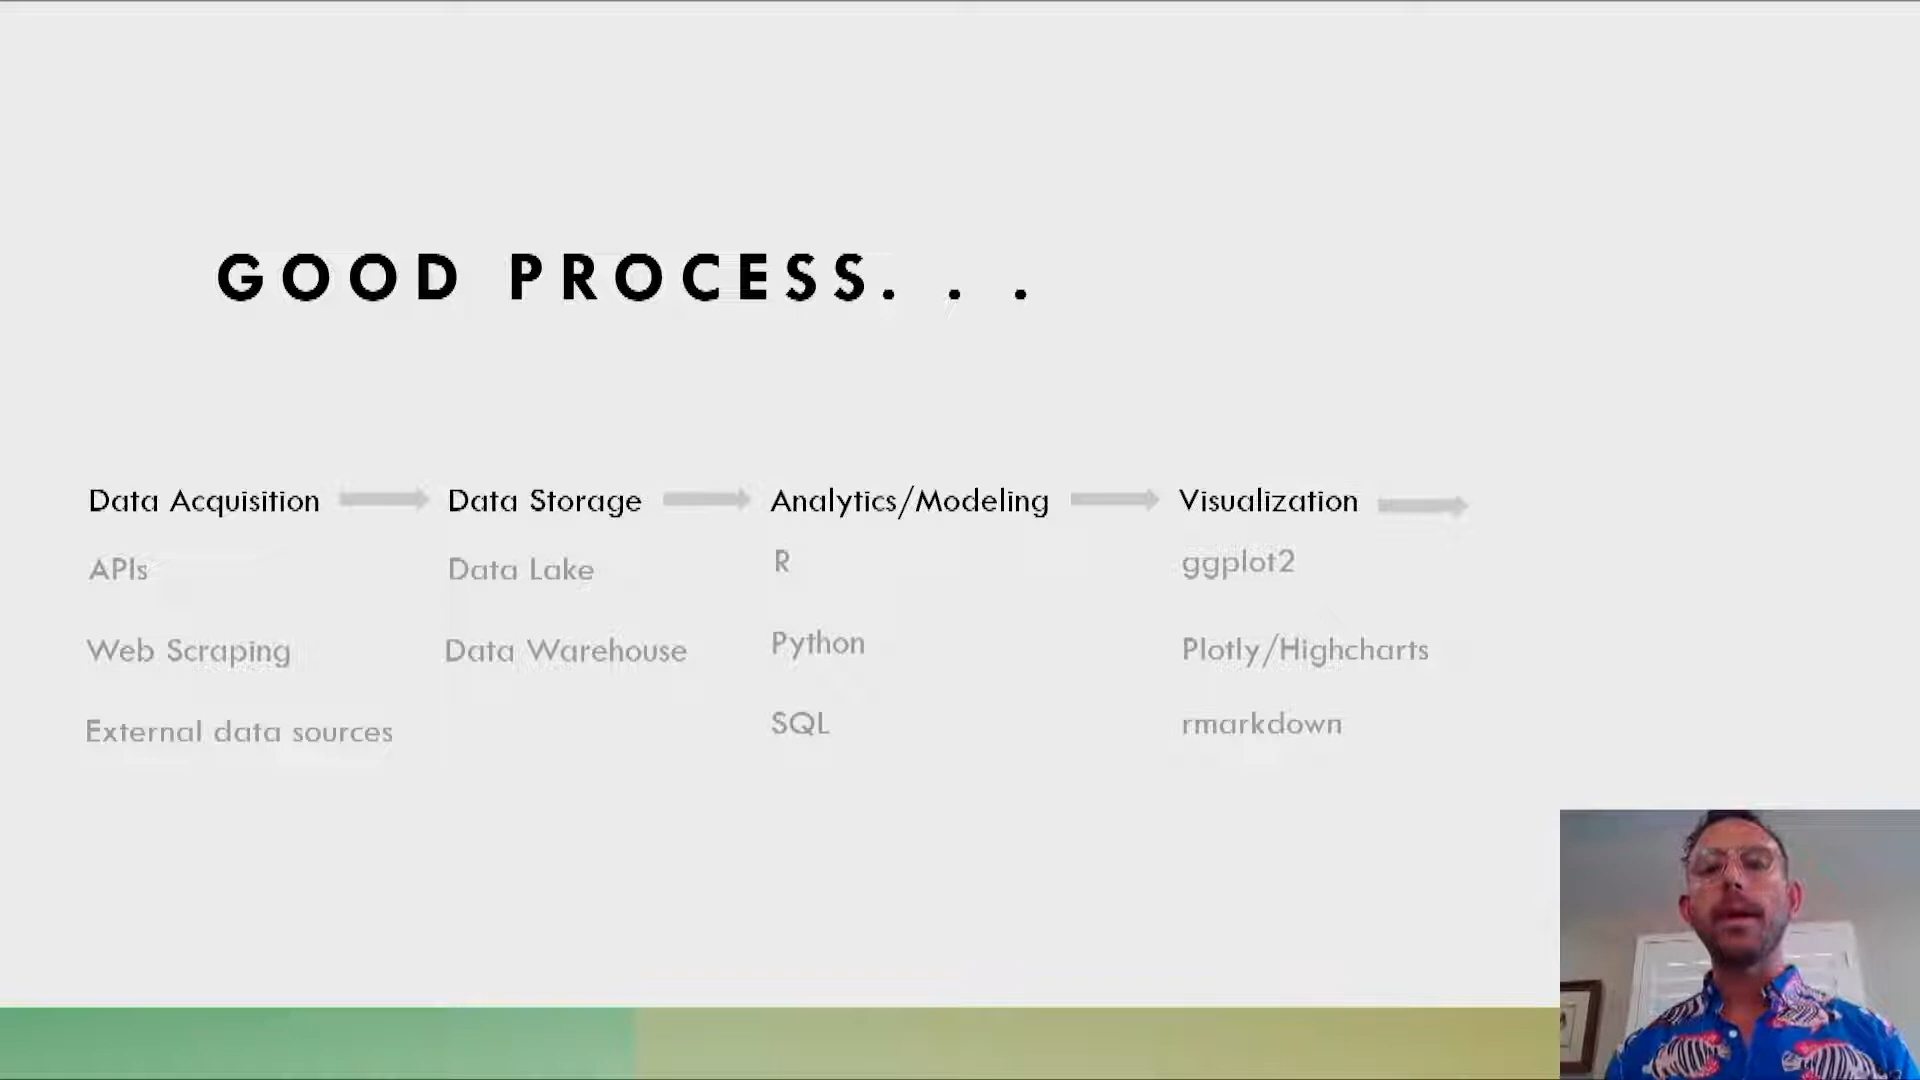 GOOD PROCESS. . .
Data Acquisition
APIs
Web Scraping
External data sources
Data Storage
Data Lake
Data Warehouse
Analytics/Modeling
R
Python
SQL
Visualization
ggplot2
Plotly/Highcharts
rmarkdown